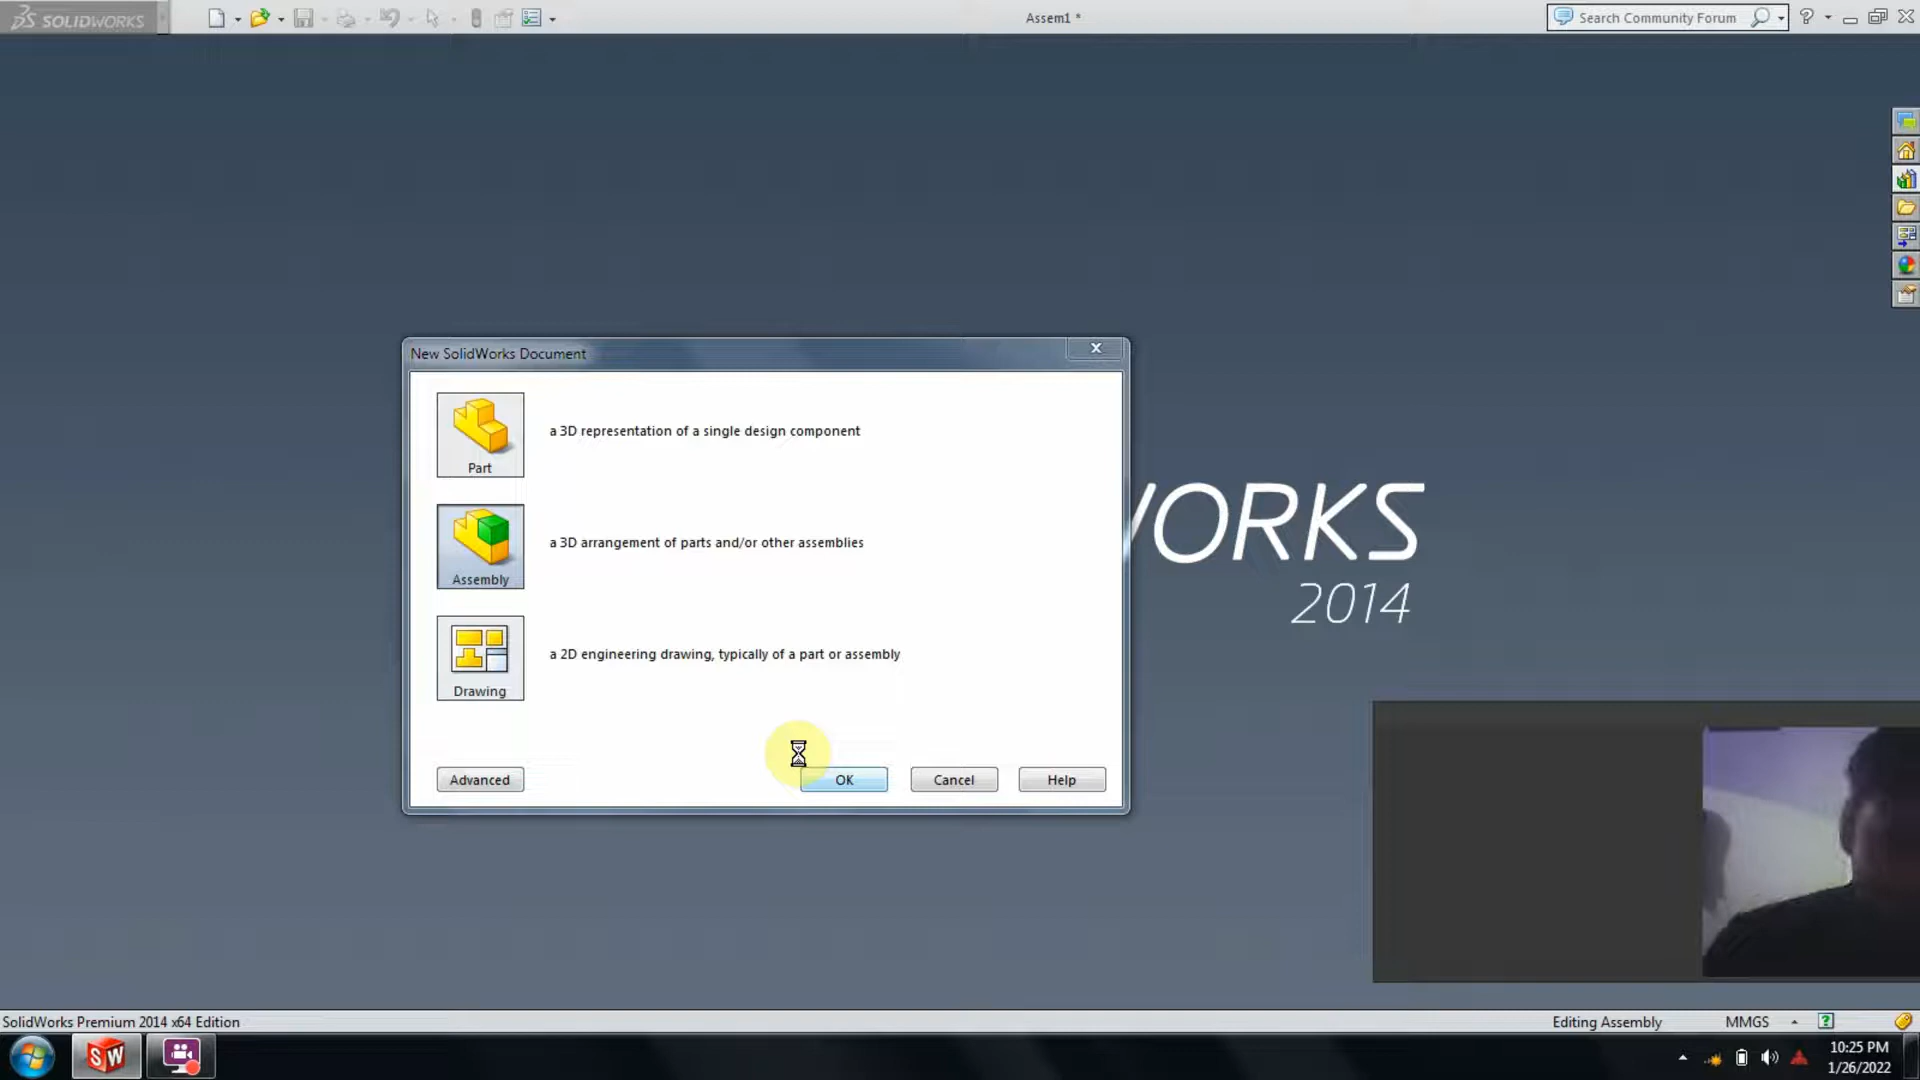 SOLIDWORKS
Assem1 *
Search Community Forum
New SolidWorks Document
a 3D representation of a single design component
Part
a 3D arrangement of parts and/or other assemblies
Assembly
WORKS
2014
a 2D engineering drawing, typically of a part or assembly
Drawing
Advanced
OK
Cancel
Help
SolidWorks Premium 2014 x64 Edition
Editing Assembly
MMGS
SW
10:25 PM
1/26/2022